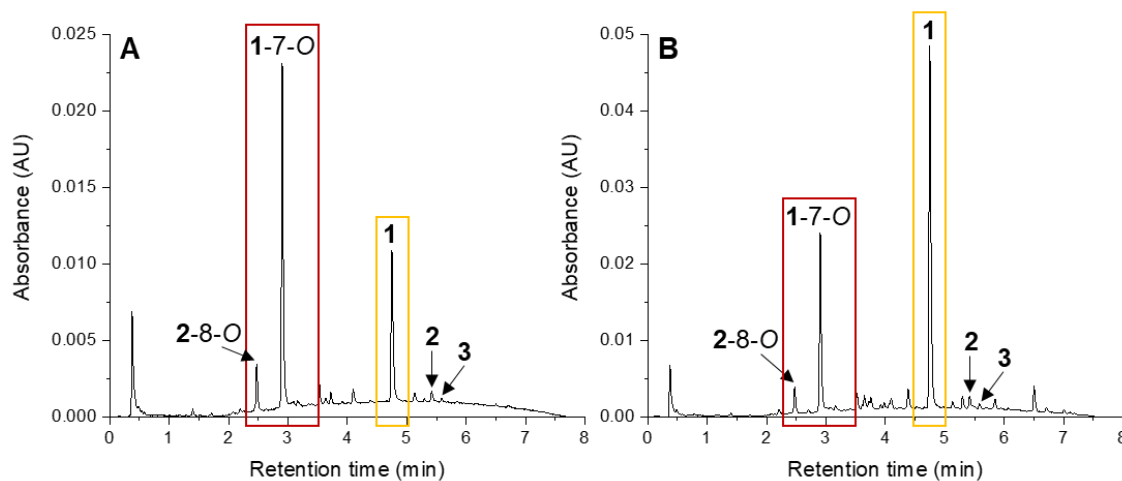 A
0.025
0.020
0.015
0.010
0.005
0.000
Absorbance (AU)
1-7-O
1
2-8-O
2
3
0 1 2 3 4 5 6 7 8
Retention time (min)
B
0.05
0.04
0.03
0.02
0.01
0.00
Absorbance (AU)
1
1-7-O
2-8-O
2
3
0 1 2 3 4 5 6 7 8
Retention time (min)